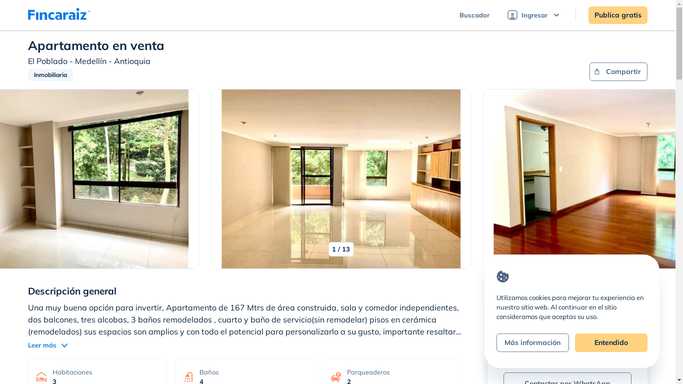 Fincaraiz
Buscador
Ingresar
Publica gratis
Apartamento en venta
El Poblado - Medellín - Antioquia
Inmobiliaria
Compartir
1 / 13
Descripción general
Una muy buena opción para invertir, Apartamento de 167 Mtrs de área construida, sala y comedor independientes,
dos balcones, tres alcobas, 3 baños remodelados , cuarto y baño de servicio(sin remodelar) pisos en cerámica
(remodelados) sus espacios son amplios y con todo el potencial para personalizarlo a su gusto, importante resaltar...
Leer más
Habitaciones
3
Baños
4
Parqueaderos
2
Utilizamos cookies para mejorar tu experiencia en
nuestro sitio web. Al continuar en el sitio
consideramos que aceptas su uso.
Más información
Entendido
Contactar por WhatsApp